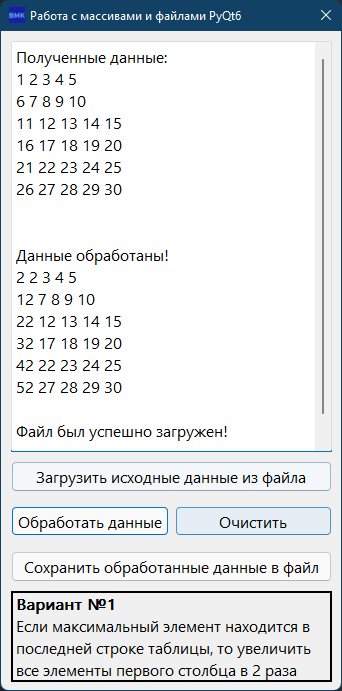 ВМК Работа с массивами и файлами PyQt6
Полученные данные:
1 2 3 4 5
6 7 8 9 10
11 12 13 14 15
16 17 18 19 20
21 22 23 24 25
26 27 28 29 30
Данные обработаны!
2 2 3 4 5
12 7 8 9 10
22 12 13 14 15
32 17 18 19 20
42 22 23 24 25
52 27 28 29 30
Файл был успешно загружен!
Загрузить исходные данные из файла
Обработать данные
Очистить
Сохранить обработанные данные в файл
Вариант №1
Если максимальный элемент находится в
последней строке таблицы, то увеличить
все элементы первого столбца в 2 раза